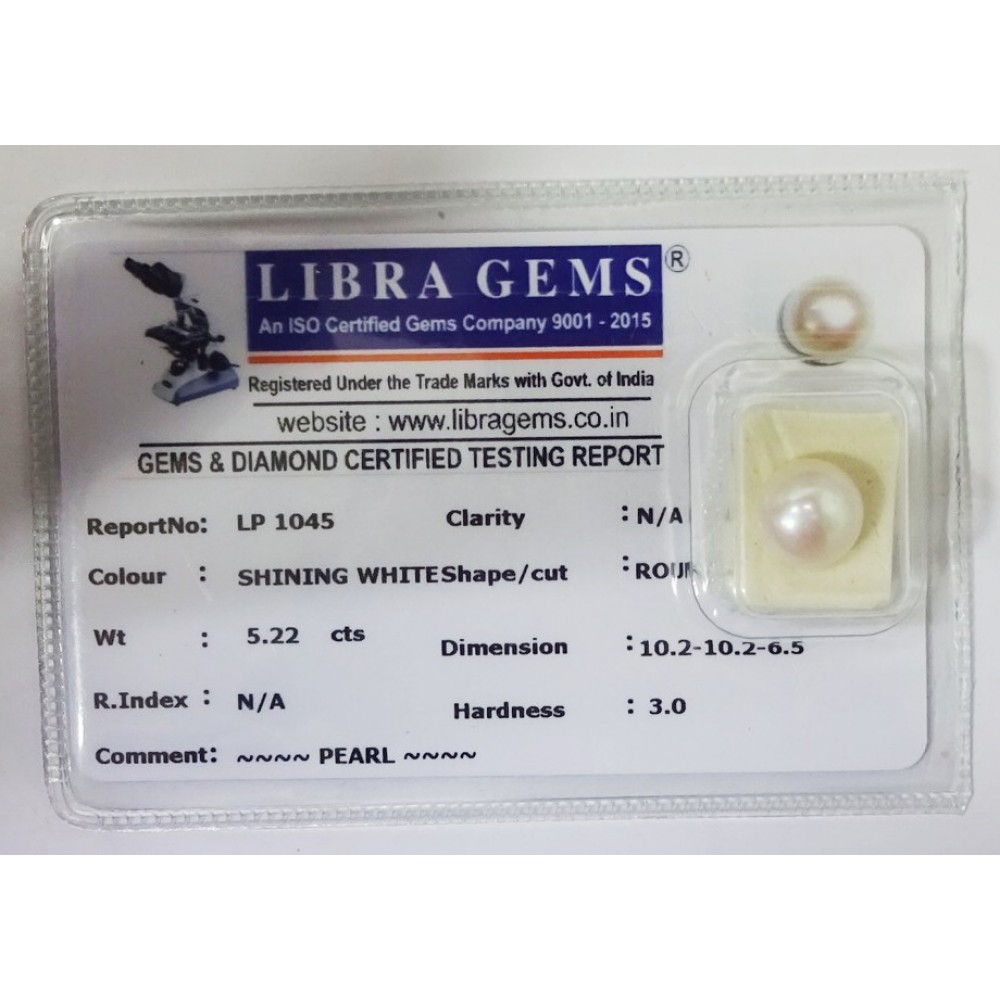 LIBRA GEMS ®
An ISO Certified Gems Company 9001 - 2015
Registered Under the Trade Marks with Govt. of India
website : www.libragems.co.in
GEMS & DIAMOND CERTIFIED TESTING REPORT
ReportNo: LP 1045 Clarity : N/A
Colour : SHINING WHITE Shape/cut :
Wt : 5.22 cts Dimension : 10.2-10.2-6.5
R.Index : N/A Hardness : 3.0
Comment: ~~~~ PEARL ~~~~